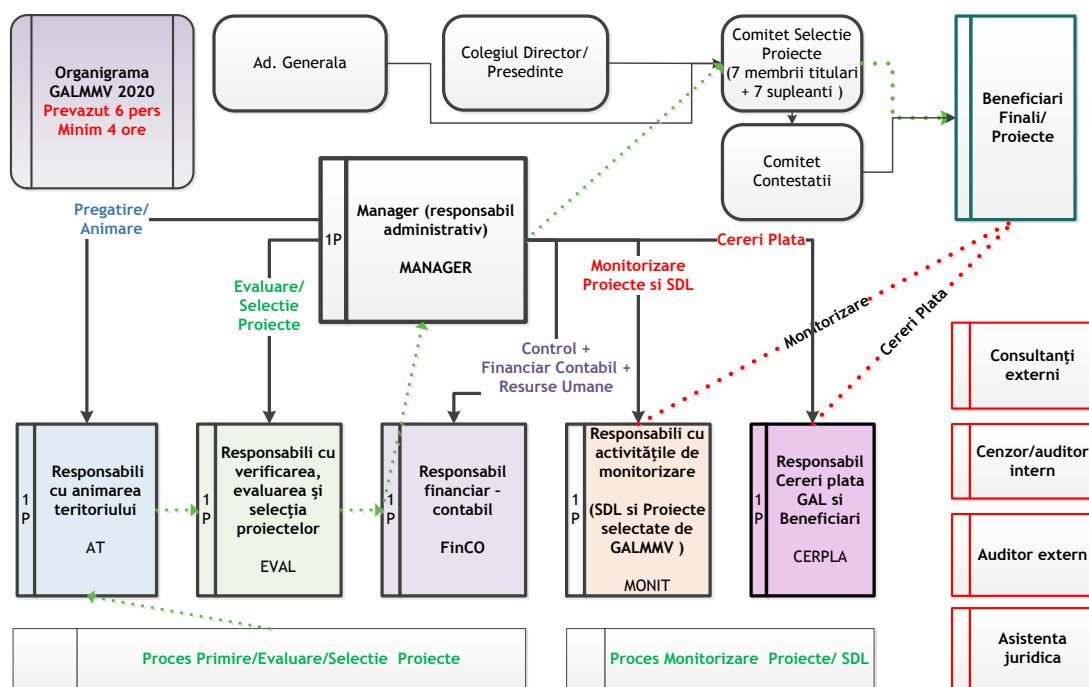 Organigrama
GALMMV 2020
Prevazut 6 pers
Minim 4 ore
Ad. Generala
Colegiul Director/
Presedinte
Comitet Selectie
Proiecte
(7 membrii titulari
+ 7 supleanti )
Comitet
Contestatii
Beneficiari
Finali/
Proiecte
Pregatire/
Animare
1P
Manager (responsabil
administrativ)
MANAGER
Evaluare/
Selectie
Proiecte
Control +
Financiar Contabil +
Resurse Umane
Monitorizare
Proiecte si SDL
Cereri Plata
Monitorizare
Cereri Plata
1
P
Responsabili
cu animarea
teritoriului
AT
1
P
Responsabili cu
verificarea,
evaluarea și
selecția
proiectelor
EVAL
1
P
Responsabil
financiar –
contabil
FinCO
1
P
Responsabili cu
activitățile de
monitorizare
(SDL si Proiecte
selectate de
GALMMV )
MONIT
1
P
Responsabil
Cereri plata
GAL si
Beneficiari
CERPLA
Consultanți
externi
Cenzor/auditor
intern
Auditor extern
Asistenta
juridica
Proces Primire/Evaluare/Selectie Proiecte
Proces Monitorizare Proiecte/ SDL